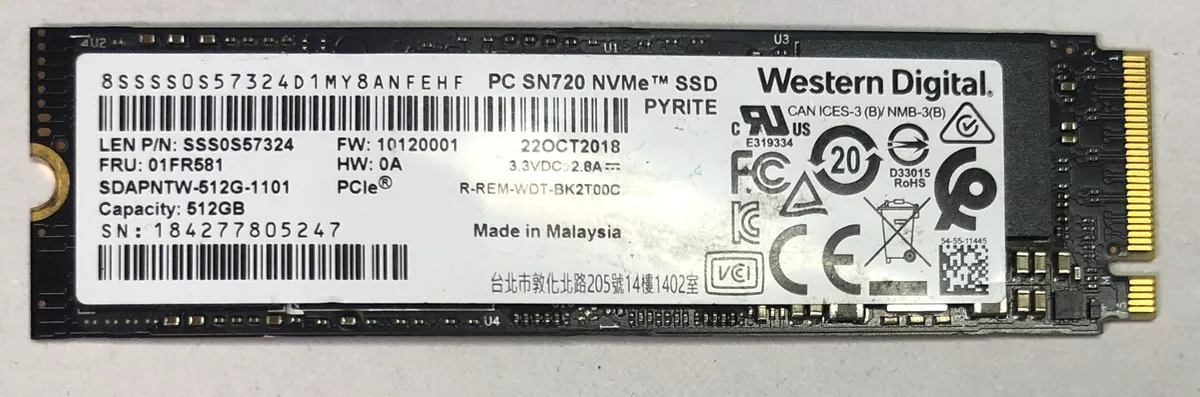 U2
U1
U3
8SSSS0S57324D1MY8ANFEHF
PC SN720 NVMe™ SSD
PYRITE
Western Digital®
CAN ICES-3 (B)/ NMB-3(B)
LEN P/N: SSS0S57324
FW: 10120001
22OCT2018
FRU: 01FR581
HW: 0A
3.3VDC 2.8A
SDAPNTW-512G-1101
PCIe®
R-REM-WDT-BK2T00C
Capacity: 512GB
SN: 184277805247
Made in Malaysia
台北市敦化北路205號14樓1402室
C US
E319334
FC
20
D33015
RoHS
VCI
CE
54-55-11445
U4